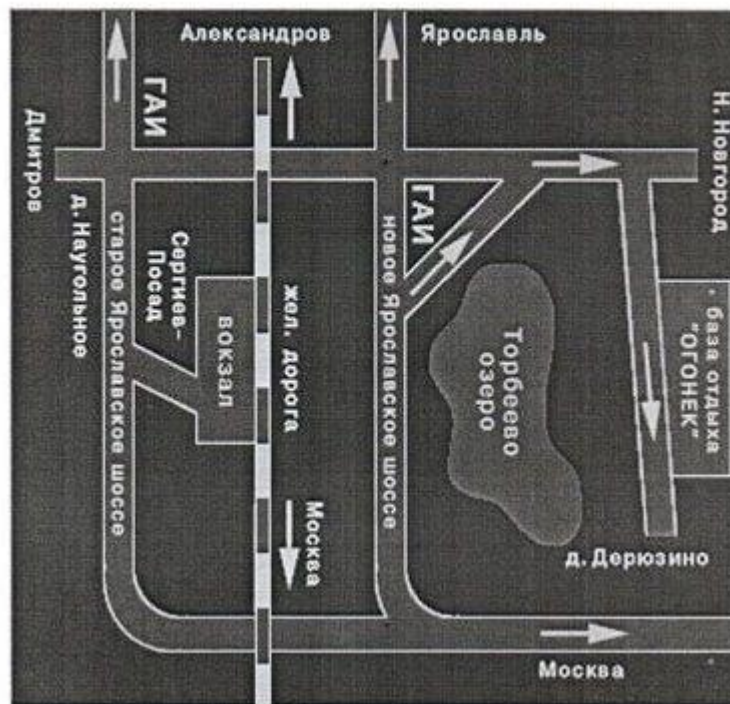 Александров
Ярославль
ГАИ
Н. Новгород
Дмитров
ГАИ
д. Наугольное
старое Ярославское шоссе
Сергиев-
Посад
вокзал
жел. дорога
новое Ярославское шоссе
Торбеево
озеро
• база отдыха
"ОГОНЕК"
Москва
д. Дерюзино
Москва